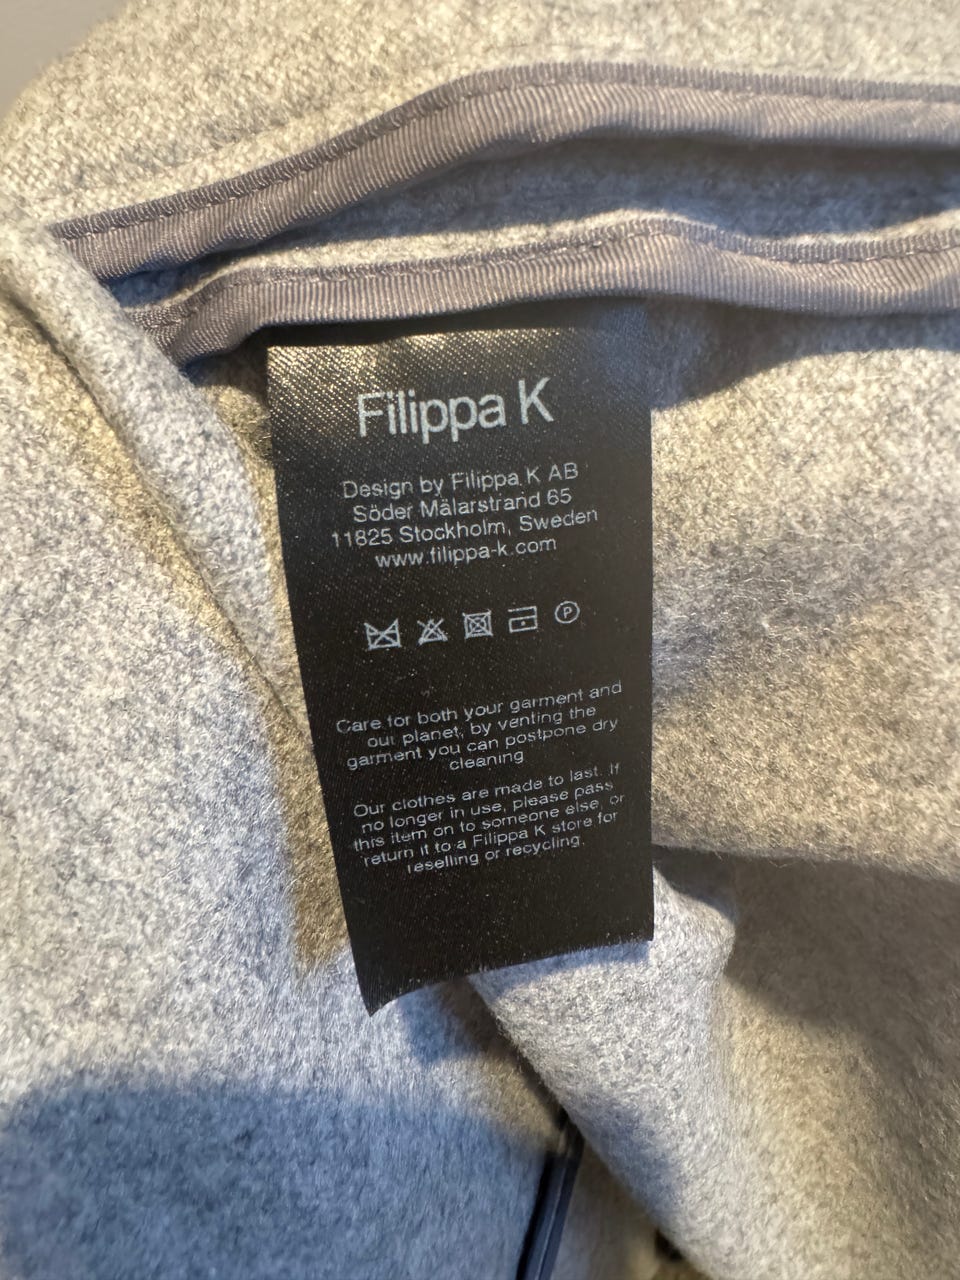 Filippa K
Design by Filippa K AB
Söder Mälarstrand 65
11825 Stockholm, Sweden
www.filippa-k.com
P
Care for both your garment and
our planet, by venting the
garment you can postpone dry
cleaning
Our clothes are made to last. If
no longer in use, please pass
this item on to someone else, or
return it to a Filippa K store for
reselling or recycling.